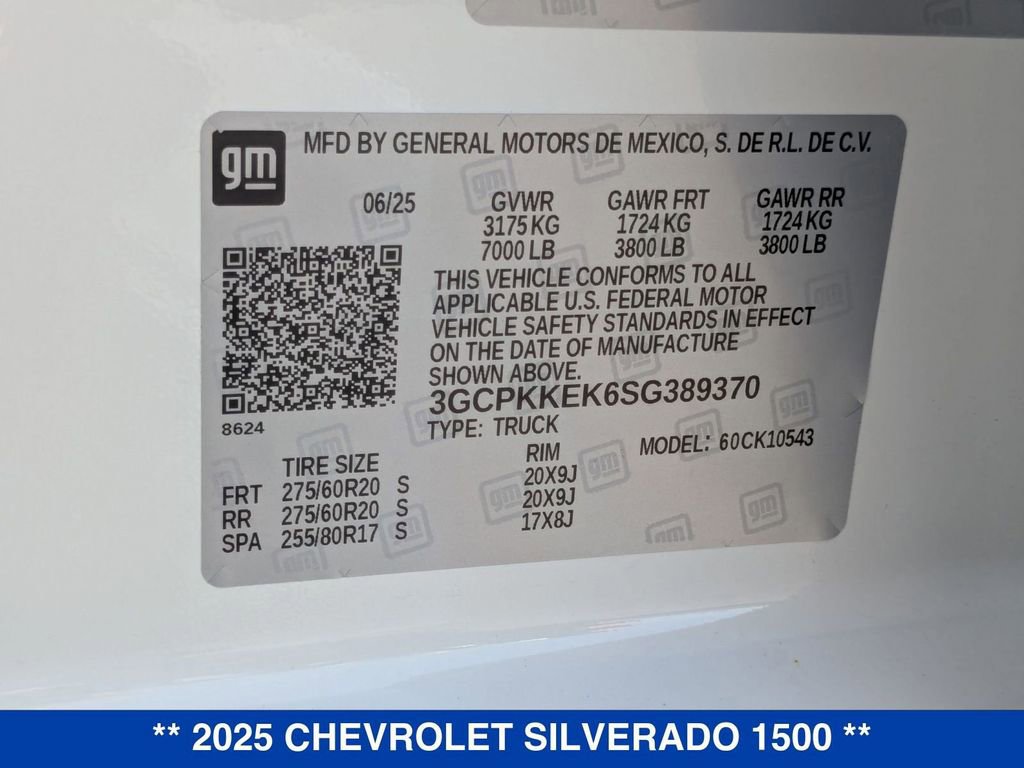 gm MFD BY GENERAL MOTORS DE MEXICO, S. DE R.L. DE C.V.
06/25 GVWR GAWR FRT GAWR RR
3175 KG 1724 KG 1724 KG
7000 LB 3800 LB 3800 LB
THIS VEHICLE CONFORMS TO ALL
APPLICABLE U.S. FEDERAL MOTOR
VEHICLE SAFETY STANDARDS IN EFFECT
ON THE DATE OF MANUFACTURE
SHOWN ABOVE.
3GCPKKEK6SG389370
8624
TYPE: TRUCK MODEL: 60CK10543
TIRE SIZE RIM
FRT 275/60R20 S 20X9J
RR 275/60R20 S 20X9J
SPA 255/80R17 S 17X8J
** 2025 CHEVROLET SILVERADO 1500 **